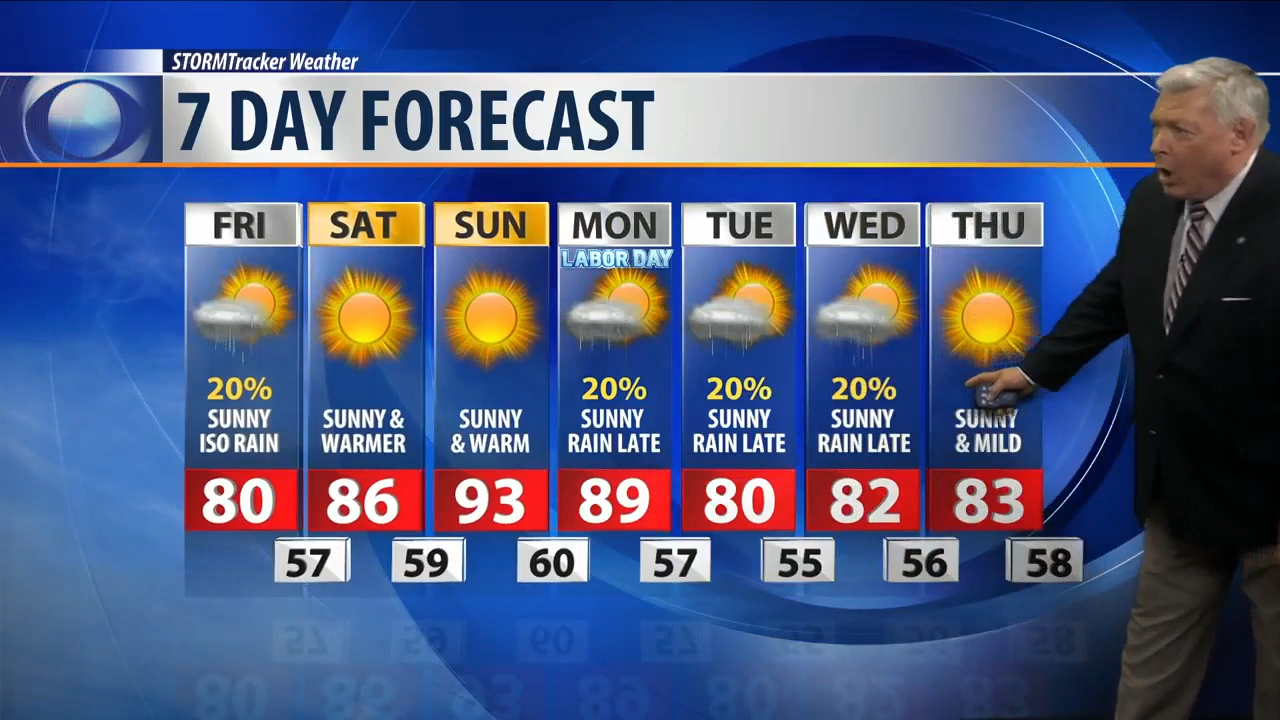 STORMTracker Weather
7 DAY FORECAST
FRI
20%
SUNNY
ISO RAIN
80
57
SAT
SUNNY &
WARMER
86
59
SUN
SUNNY
& WARM
93
60
MON
LABOR DAY
20%
SUNNY
RAIN LATE
89
57
TUE
20%
SUNNY
RAIN LATE
80
55
WED
20%
SUNNY
RAIN LATE
82
56
THU
SUNNY
& MILD
83
58